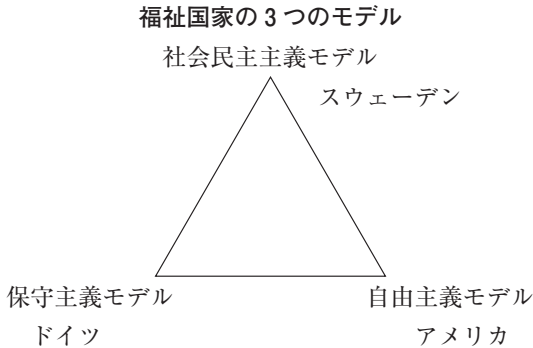 福祉国家の3つのモデル
社会民主主義モデル
スウェーデン
保守主義モデル
ドイツ
自由主義モデル
アメリカ